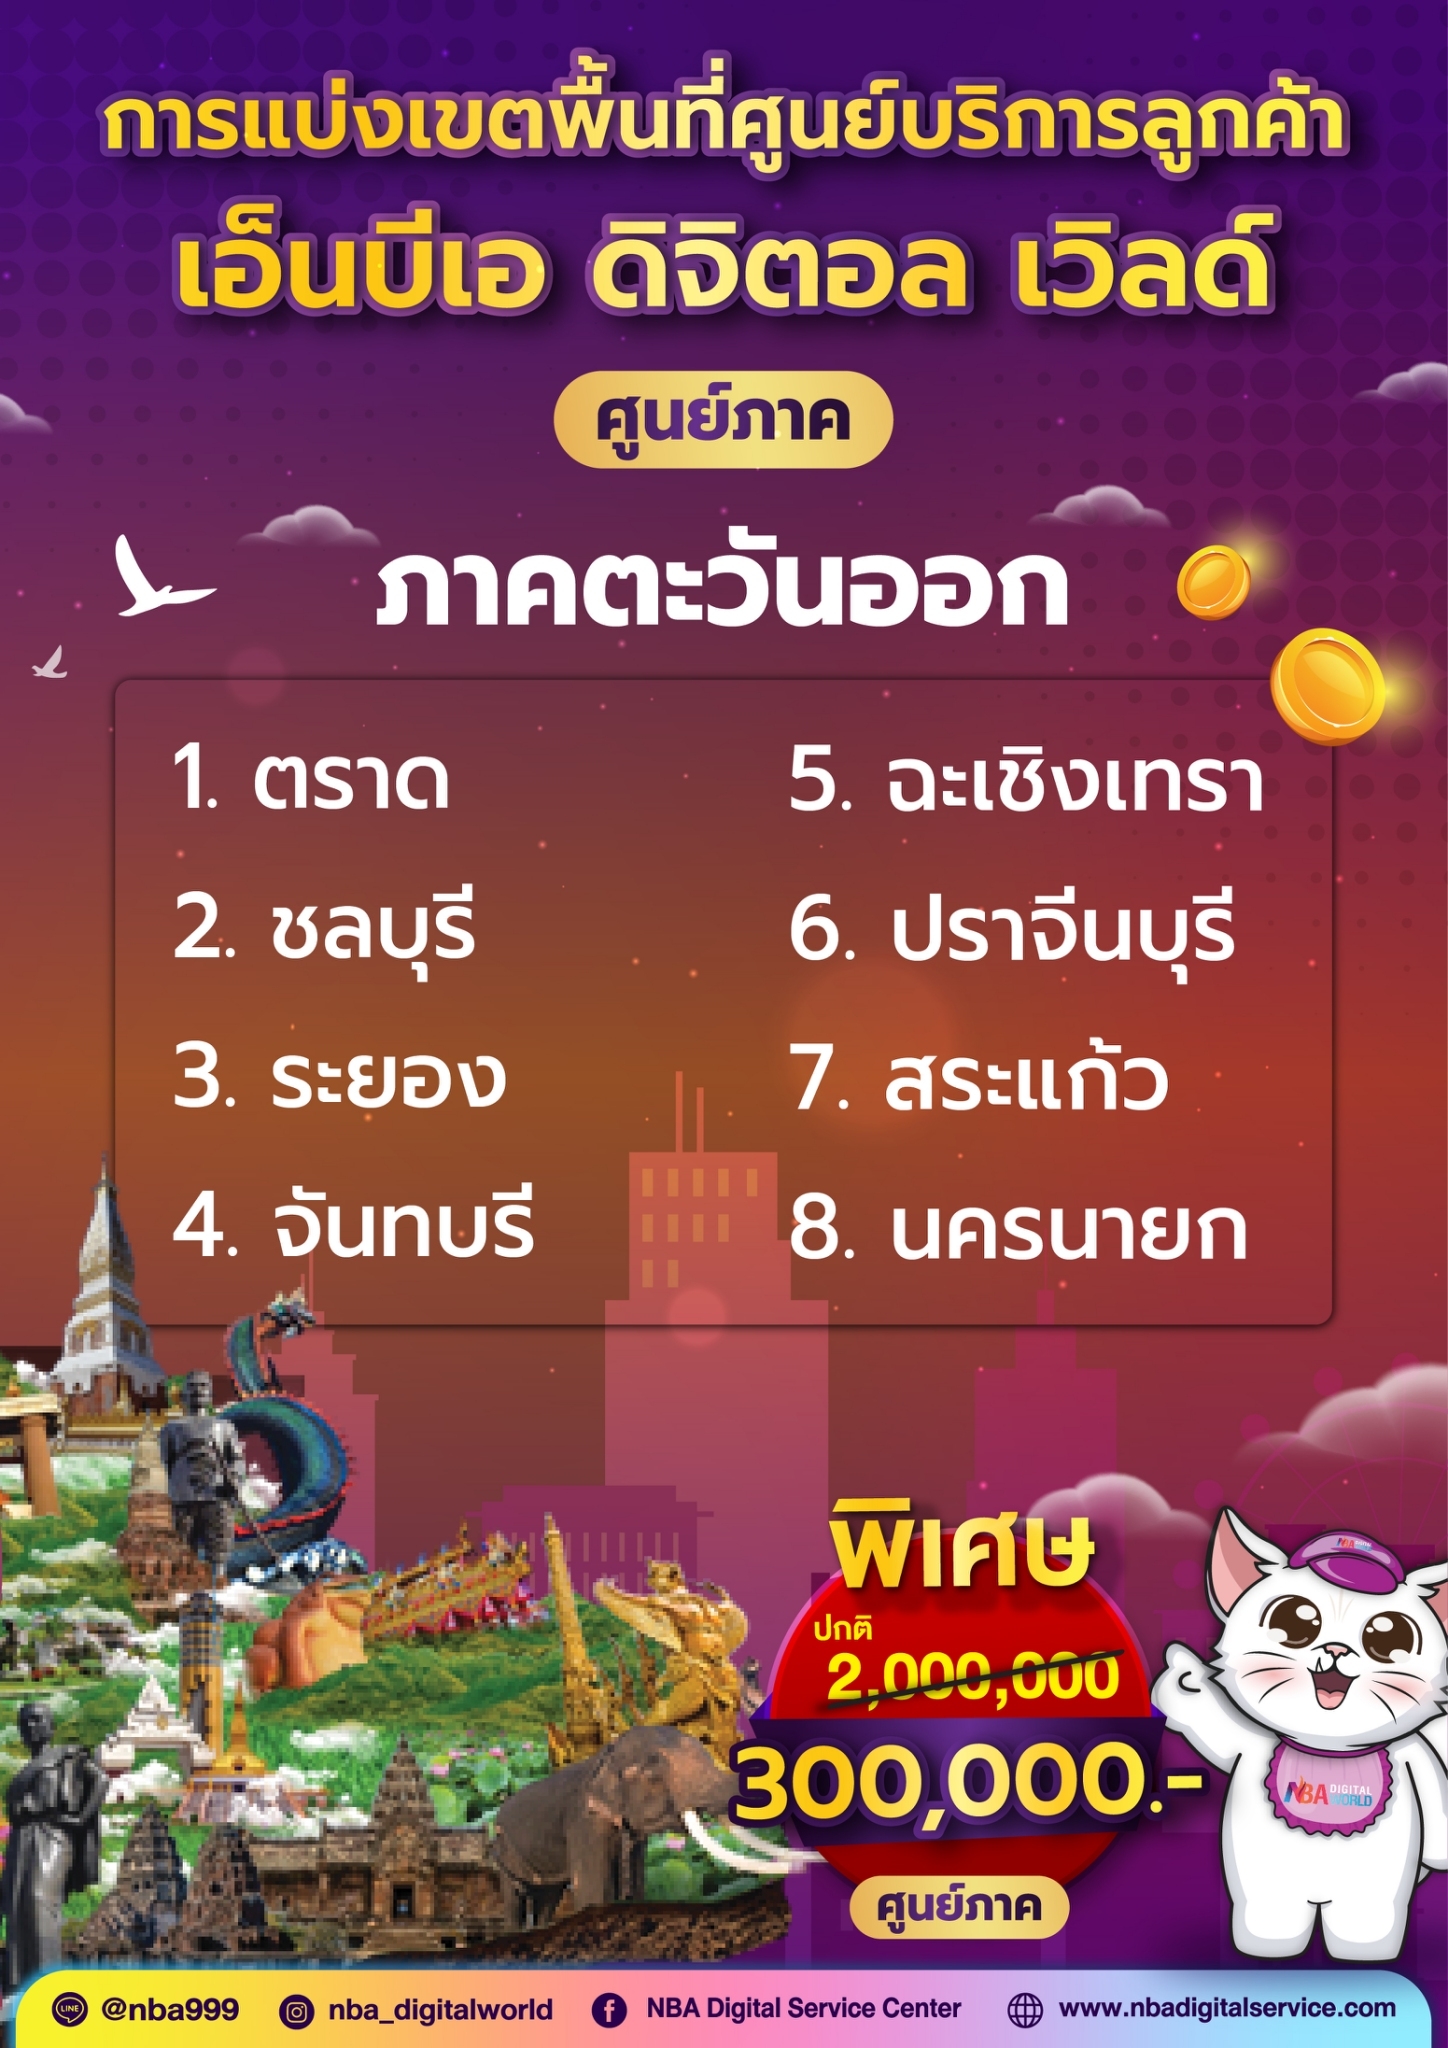 การแบ่งเขตพื้นที่ศูนย์บริการลูกค้า
เอ็นบีเอ ดิจิตอล เวิลด์
ศูนย์ภาค
ภาคตะวันออก
1. ตราด
2. ชลบุรี
3. ระยอง
4. จันทบรี
5. ฉะเชิงเทรา
6. ปราจีนบุรี
7. สระแก้ว
8. นครนายก
พิเศษ
ปกติ
2,000,000
300,000.-
ศูนย์ภาค
NBA DIGITAL WORLD
LINE @nba999
nba_digitalworld
NBA Digital Service Center
www.nbadigitalservice.com